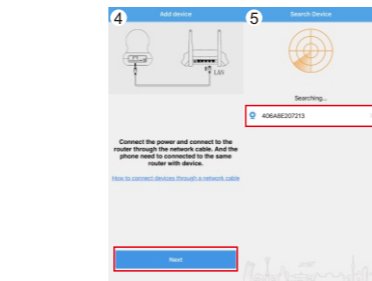 4
Add device
LAN
Connect the power and connect to the
router through the network cable. And the
phone need to connected to the same
router with device.
How to connect devices through a network cable
Next
5
Search Device
Searching...
406A8E207213